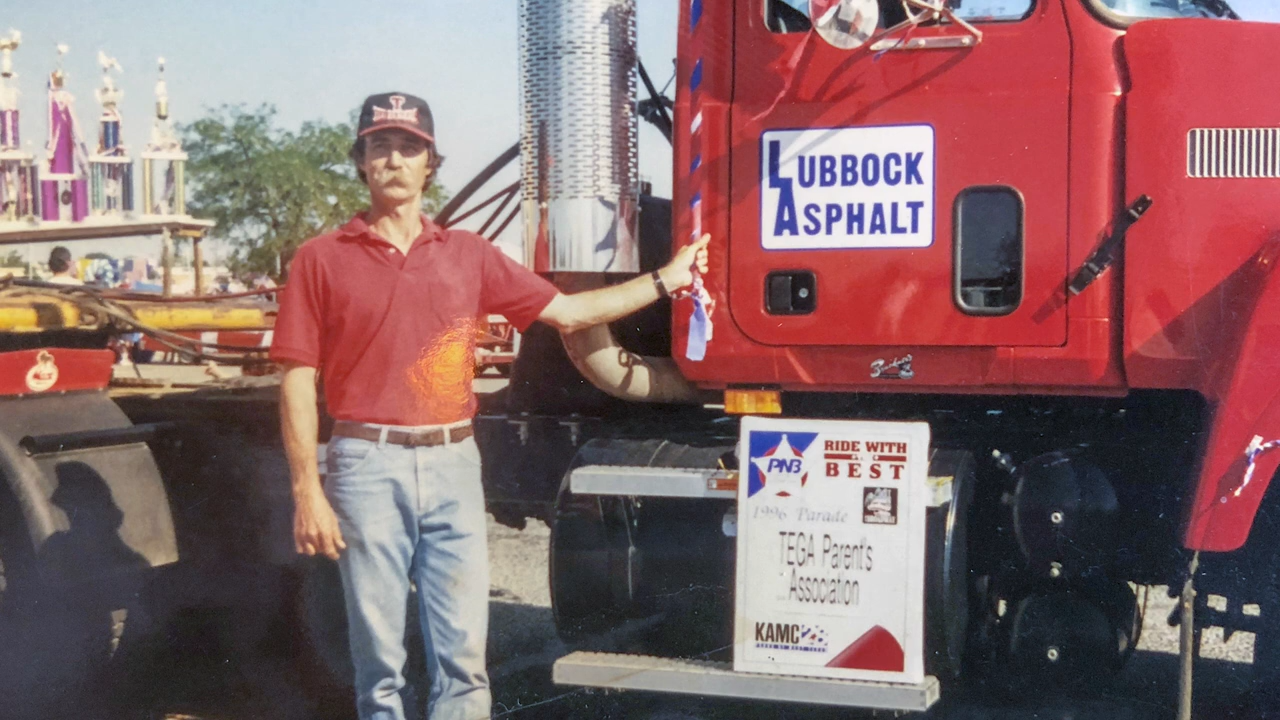 LUBBOCK
ASPHALT
PNB
RIDE WITH
BEST
1996 Parade
TEGA Parent's
Association
KAMC